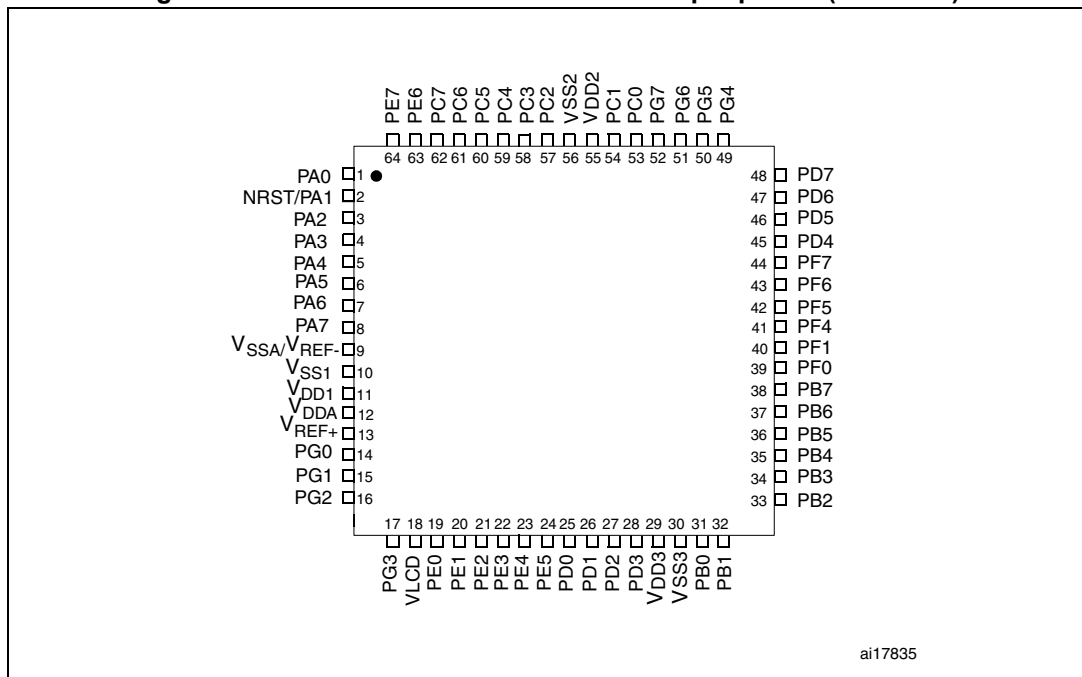 PE7 PE6 PC7 PC6 PC5 PC4 PC3 PC2 VSS2 VDD2 PC1 PC0 PG7 PG6 PG5 PG4
64 63 62 61 60 59 58 57 56 55 54 53 52 51 50 49
PA0 1 48 PD7
NRST/PA1 2 47 PD6
PA2 3 46 PD5
PA3 4 45 PD4
PA4 5 44 PF7
PA5 6 43 PF6
PA6 7 42 PF5
PA7 8 41 PF4
VSSA/VREF- 9 40 PF1
VSS1 10 39 PF0
VDD1 11 38 PB7
VDDA 12 37 PB6
VREF+ 13 36 PB5
PG0 14 35 PB4
PG1 15 34 PB3
PG2 16 33 PB2
17 18 19 20 21 22 23 24 25 26 27 28 29 30 31 32
PG3 VLCD PE0 PE1 PE2 PE3 PE4 PE5 PD0 PD1 PD2 PD3 VDD3 VSS3 PB0 PB1
ai17835